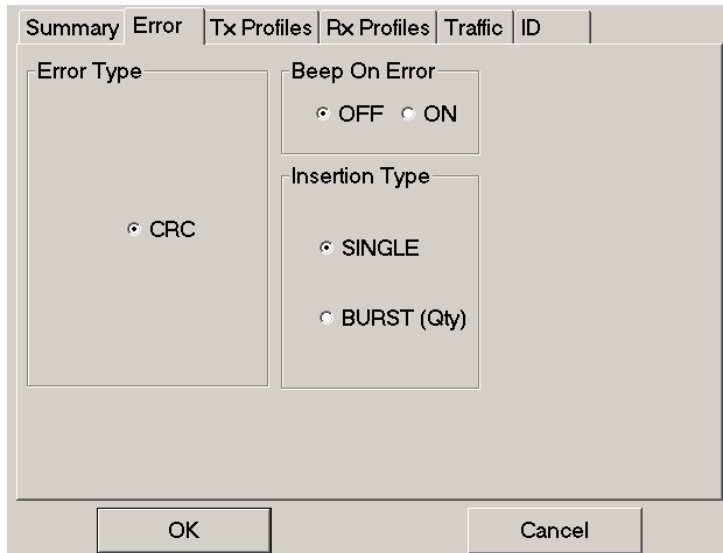 Summary Error Tx Profiles Rx Profiles Traffic ID
Error Type
CRC
Beep On Error
OFF ON
Insertion Type
SINGLE
BURST (Qty)
OK Cancel